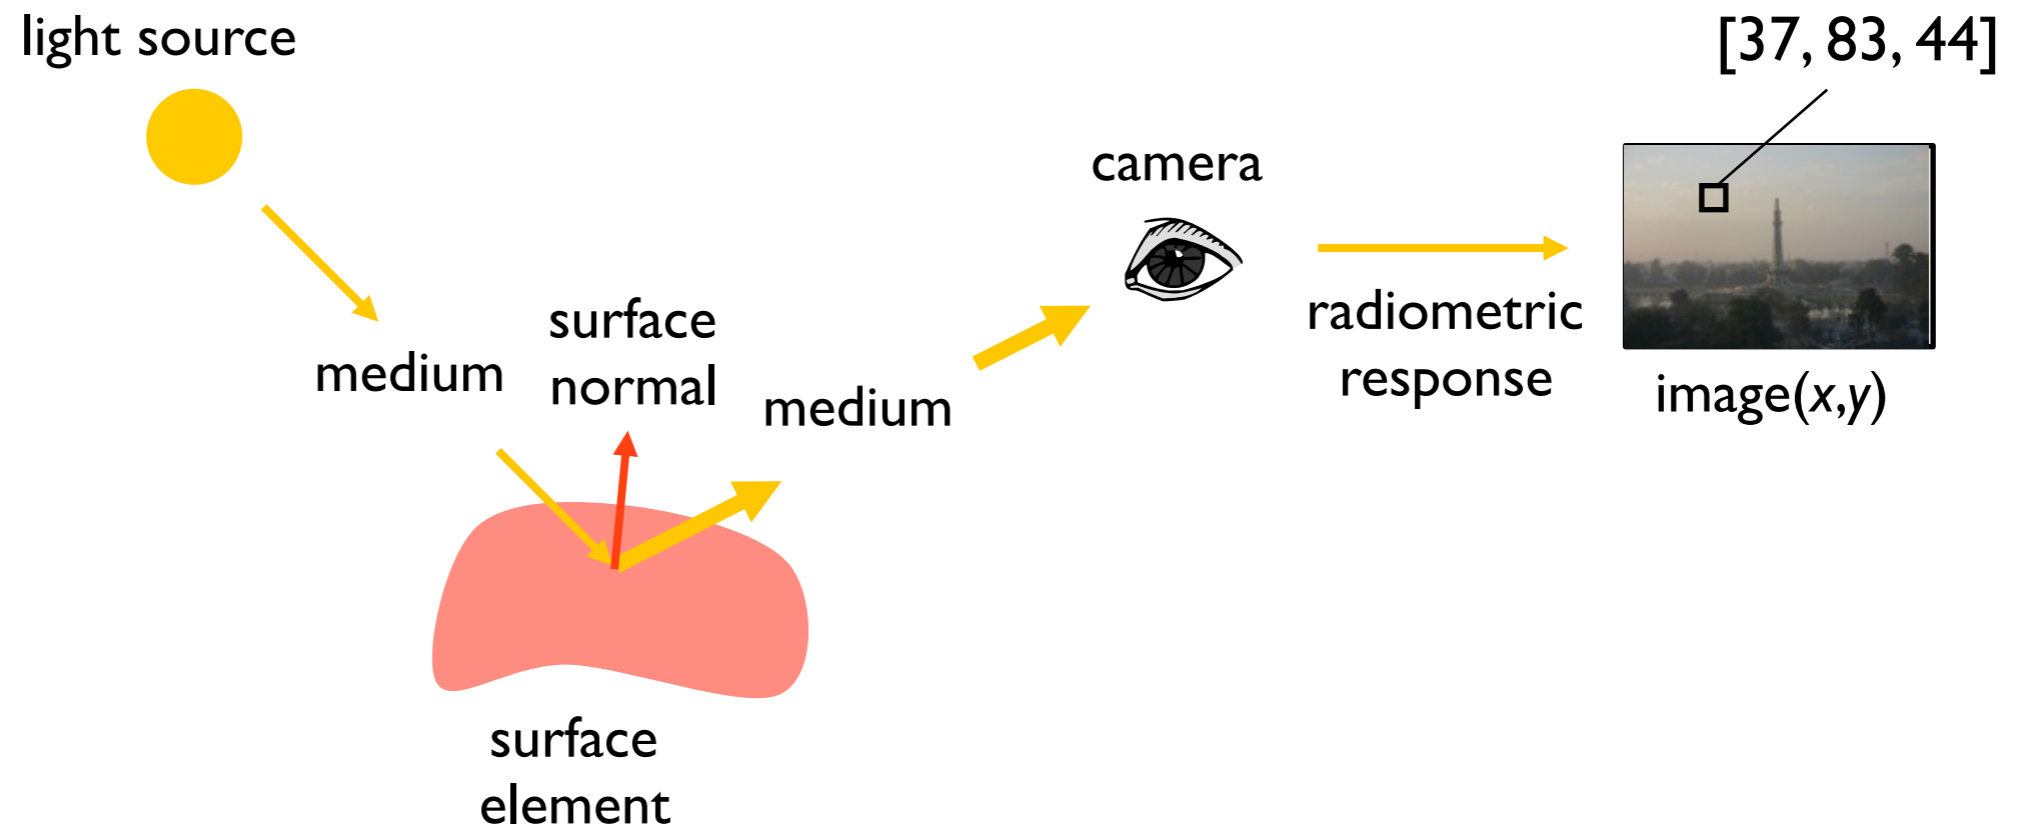 light source
[37, 83, 44]
camera
surface
normal
medium
medium
radiometric
response
image(x,y)
surface
element